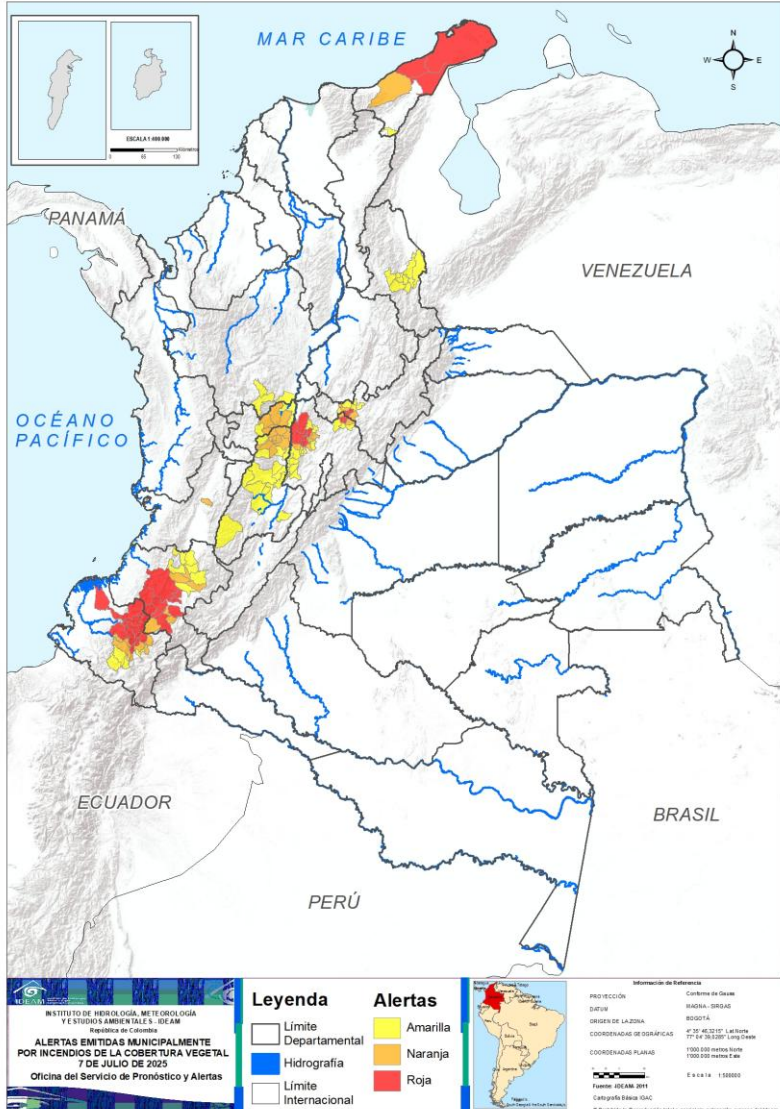 MAR CARIBE
N
W
E
S
ESCALA 1:600.000
PANAMÁ
VENEZUELA
OCÉANO
PACÍFICO
ECUADOR
BRASIL
PERÚ
IDEAM
INSTITUTO DE HIDROLOGÍA, METEOROLOGÍA
Y ESTUDIOS AMBIENTALES - IDEAM
República de Colombia
ALERTAS EMITIDAS MUNICIPALMENTE
POR INCENDIOS DE LA COBERTURA VEGETAL
7 DE JULIO DE 2025
Oficina del Servicio de Pronóstico y Alertas
Leyenda
Límite
Departamental
Hidrografía
Límite
Internacional
Alertas
Amarilla
Naranja
Roja
Información de Referencia
PROYECCIÓN
Conforme de Gauss
DATUM
MAGNA - SIRGAS
ORIGEN DE LA ZONA
BOGOTÁ
COORDENADAS GEOGRÁFICAS
COORDENADAS PLANAS
1'000.000 metros Norte
1'000.000 metros Este
Escala
Fuente: IDEAM- 2011
Cartografía Básica: IGAC